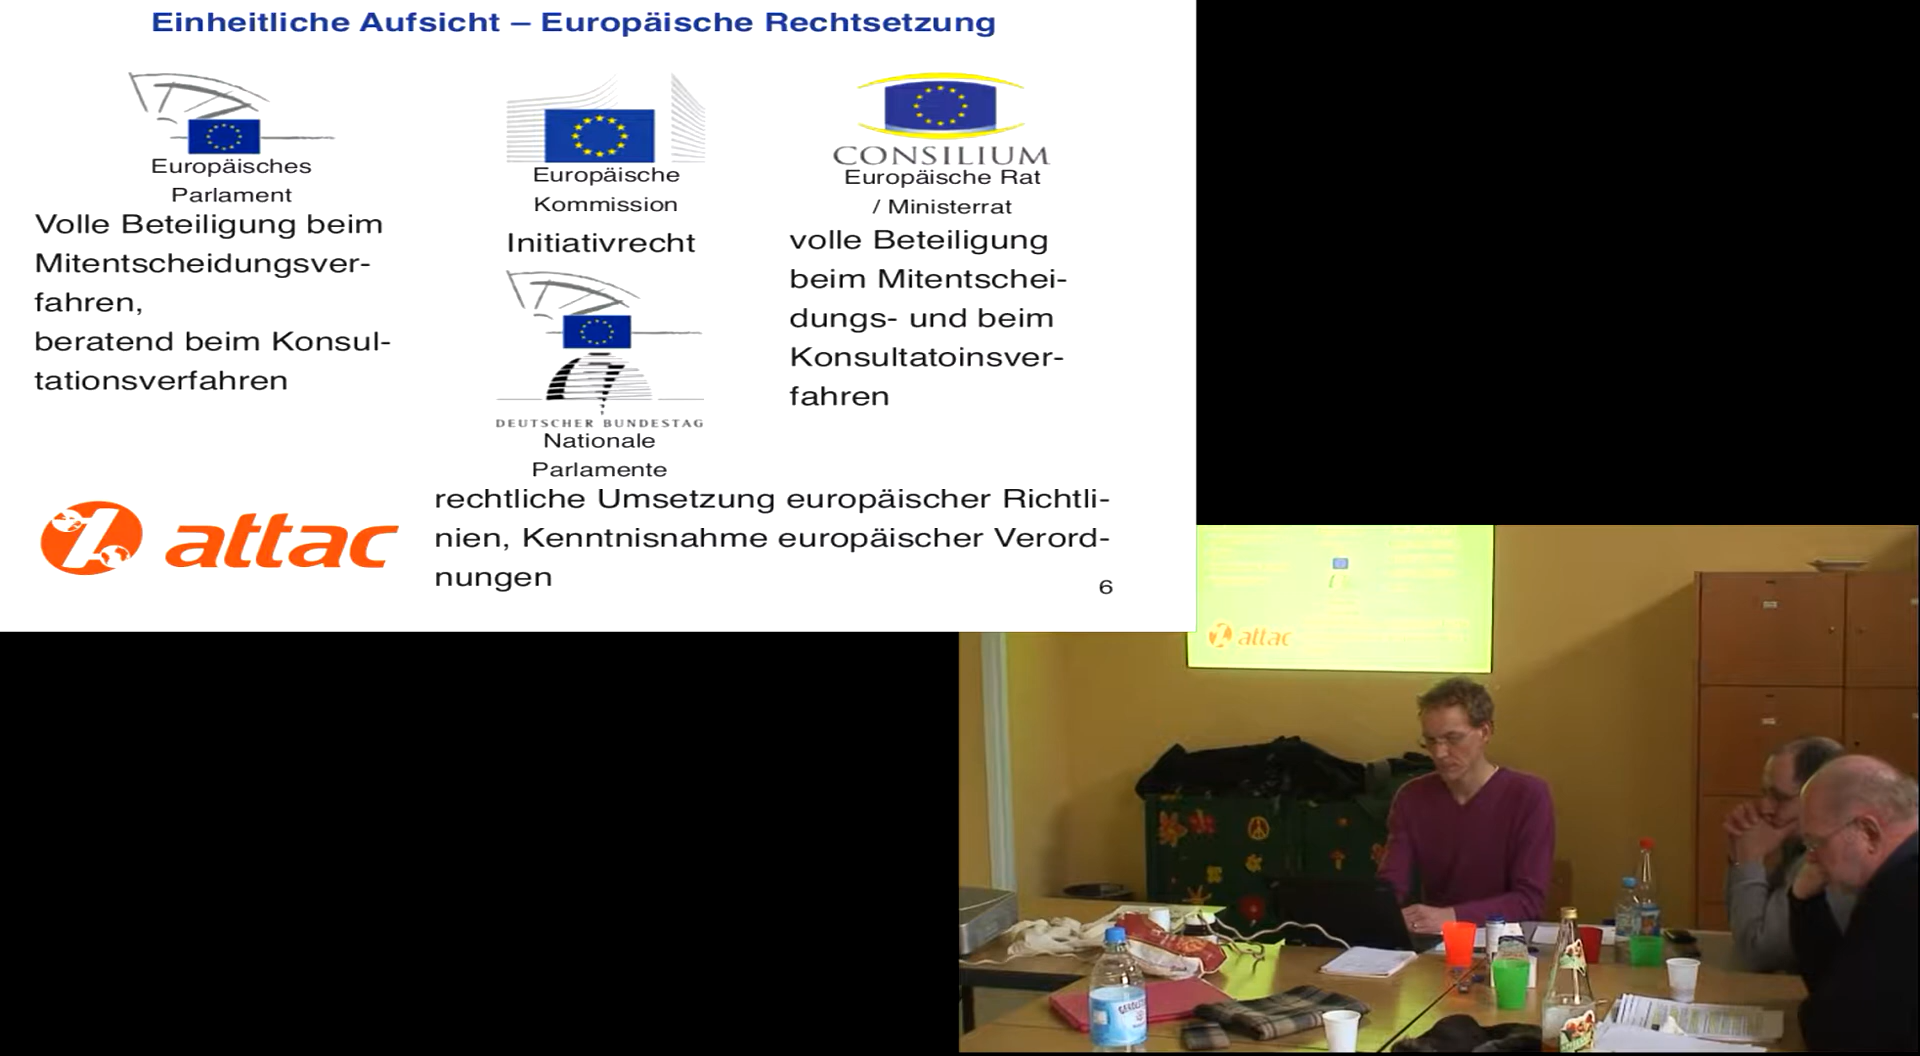 Einheitliche Aufsicht – Europäische Rechtsetzung
Europäisches
Parlament
Volle Beteiligung beim
Mitentscheidungsver-
fahren,
beratend beim Konsul-
tationsverfahren
Europäische
Kommission
Initiativrecht
DEUTSCHER BUNDESTAG
Nationale
Parlamente
CONSILIUM
Europäische Rat
/ Ministerrat
volle Beteiligung
beim Mitentschei-
dungs- und beim
Konsultatoinsver-
fahren
attac
rechtliche Umsetzung europäischer Richtli-
nien, Kenntnisnahme europäischer Verord-
nungen
6
attac